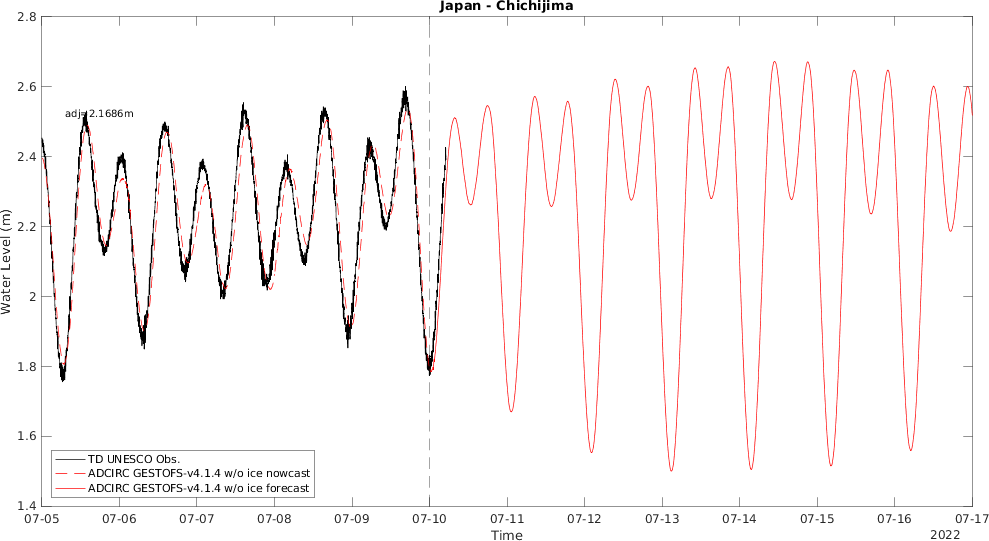 Japan - Chichijima
2.8
2.6
2.4
2.2
2
1.8
1.6
1.4
Water Level (m)
adj=2.1686m
TD UNESCO Obs.
ADCIRC GESTOFS-v4.1.4 w/o ice nowcast
ADCIRC GESTOFS-v4.1.4 w/o ice forecast
07-05 07-06 07-07 07-08 07-09 07-10 07-11 07-12 07-13 07-14 07-15 07-16 07-17
Time
2022